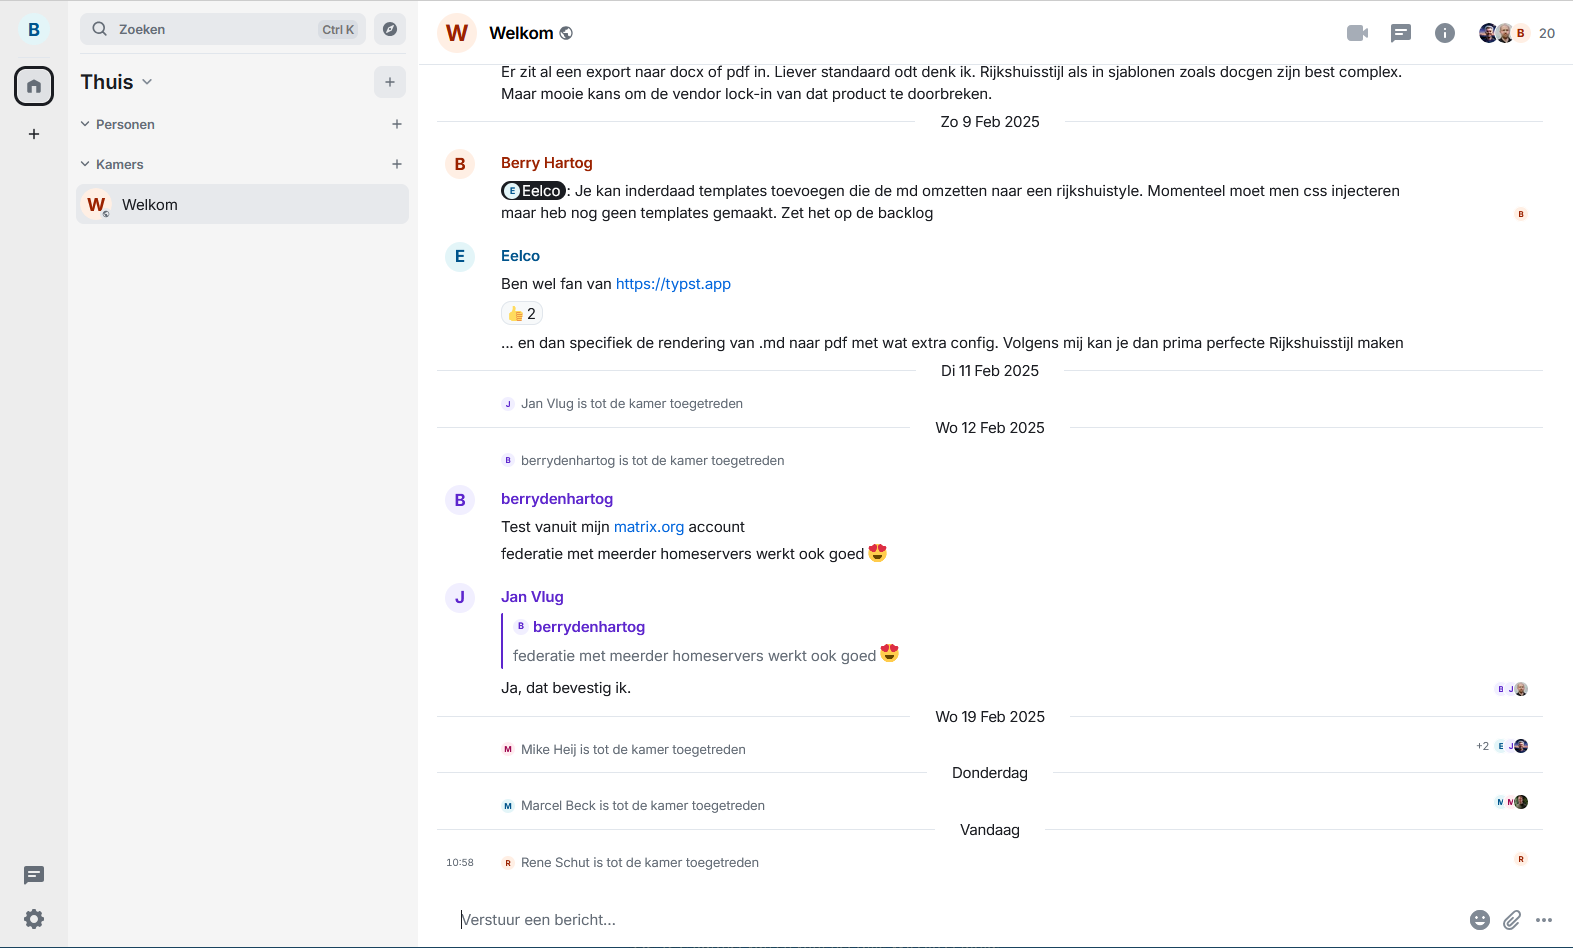 B
Zoeken
Ctrl K
Thuis
Personen
Kamers
W
Welkom
W
Welkom
B
20
Er zit al een export naar docx of pdf in. Liever standaard odt denk ik. Rijkshuisstijl als in sjablonen zoals docgen zijn best complex.
Maar mooie kans om de vendor lock-in van dat product te doorbreken.
Zo 9 Feb 2025
B
Berry Hartog
E Eelco : Je kan inderdaad templates toevoegen die de md omzetten naar een rijkshuistyle. Momenteel moet men css injecteren
maar heb nog geen templates gemaakt. Zet het op de backlog
B
E
Eelco
Ben wel fan van https://typst.app
👍 2
... en dan specifiek de rendering van .md naar pdf met wat extra config. Volgens mij kan je dan prima perfecte Rijkshuisstijl maken
Di 11 Feb 2025
J Jan Vlug is tot de kamer toegetreden
Wo 12 Feb 2025
B berrydenhartog is tot de kamer toegetreden
B
berrydenhartog
Test vanuit mijn matrix.org account
federatie met meerder homeservers werkt ook goed 😍
J
Jan Vlug
B berrydenhartog
federatie met meerder homeservers werkt ook goed 😍
Ja, dat bevestig ik.
B J
Wo 19 Feb 2025
M Mike Heij is tot de kamer toegetreden
+2 E J
Donderdag
M Marcel Beck is tot de kamer toegetreden
M M
Vandaag
10:58
R Rene Schut is tot de kamer toegetreden
R
Verstuur een bericht...